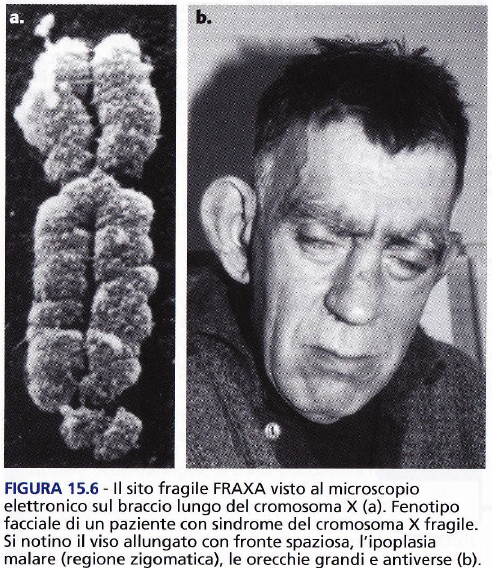 a.
b.
FIGURA 15.6 - Il sito fragile FRAXA visto al microscopio
elettronico sul braccio lungo del cromosoma X (a). Fenotipo
facciale di un paziente con sindrome del cromosoma X fragile.
Si notino il viso allungato con fronte spaziosa, l'ipoplasia
malare (regione zigomatica), le orecchie grandi e antiverse (b).